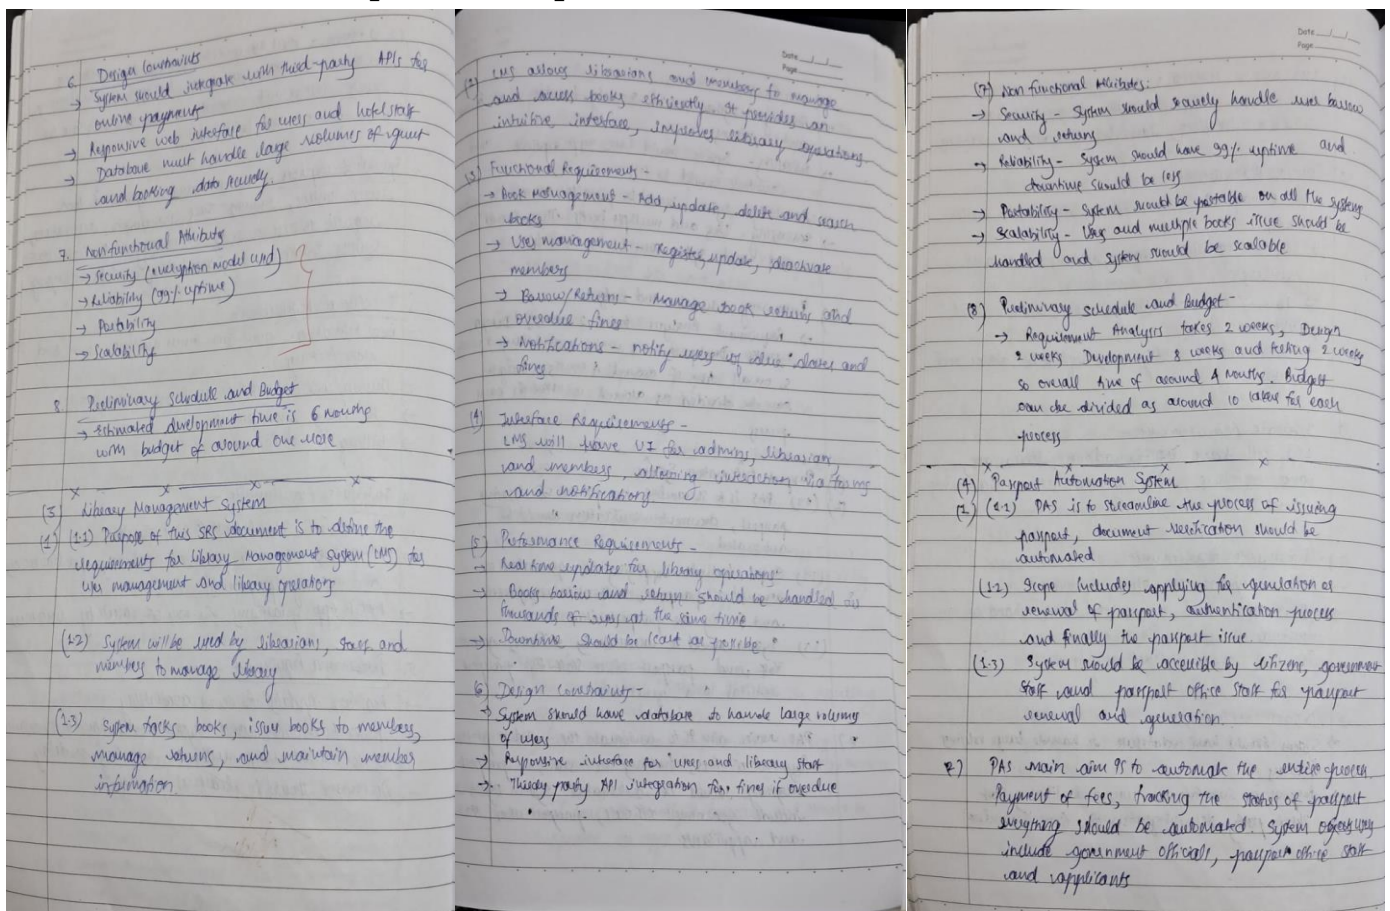 6. Design Constraints
→ System should integrate with third-party APIs for
online payments
→ Responsive web interface for users and hotel staff
→ Database must handle large volumes of guest
and booking data
7. Non functional Attributes
→ Security (encryption model used)
→ Reliability (99% uptime)
→ Portability
→ Scalability
8. Preliminary Schedule and Budget
→ Estimated development time is 6 months
with budget of around one
(3) Library Management System
(1) (1.1) Purpose of this SRS document is to define the
requirements for Library Management System (LMS) for
management and library operations
(1.2) System will be used by librarians, staff and
members to manage library
(1.3) System tracks books, issue books to members,
manage returns, and maintain member
information
Date
Page
(2) LMS allows librarians and members to manage
and access books efficiently. It provides an
intuitive interface, improves library operations.
(3) Functional Requirements -
→ Book Management - Add, update, delete and search
books
→ User management - Register, update, deactivate
members
→ Borrow/Returns - Manage book returns and
overdue fines
→ Notifications - notify users of due dates and
fines
(4) Interface Requirements -
LMS will have UI for admins, librarian,
and members, allowing interaction via forms
and notifications
(5) Performance Requirements -
→ Real time updates for library operations
→ Books borrow and return should be handled
thousands of users at the same time
→ Downtime should be least as possible.
(6) Design Constraints -
→ System should have database to handle large volumes
of users
→ Responsive interface for users and library staff
→ party API integration for fines if overdue
Date
Page
(7) Non functional Attributes:
→ Security - System should handle user borrow
and returns
→ Reliability - System should have 99% uptime and
downtime should be less
→ Portability - System should be portable on all the system
→ Scalability - and multiple books issue should be
handled and system should be scalable
(8) Preliminary schedule and Budget -
→ Requirement Analysis takes 2 weeks, Design
2 weeks Development 8 weeks and testing 2 weeks
so overall time of around 4 months. Budget
can be divided as around 10 for each
process
(4) Passport Automation System
(1) (1.1) PAS is to streamline the process of issuing
passport, document verification should be
automated
(1.2) Scope includes applying for generation or
renewal of passport, authentication process
and finally the passport issue.
(1.3) System should be accessible by citizens, government
staff and passport office staff for passport
renewal and generation.
2.) PAS main aim is to automate the entire process.
Payment of fees, tracking the status of passport
everything should be automated. System
include government officials, passport office staff
and applicants